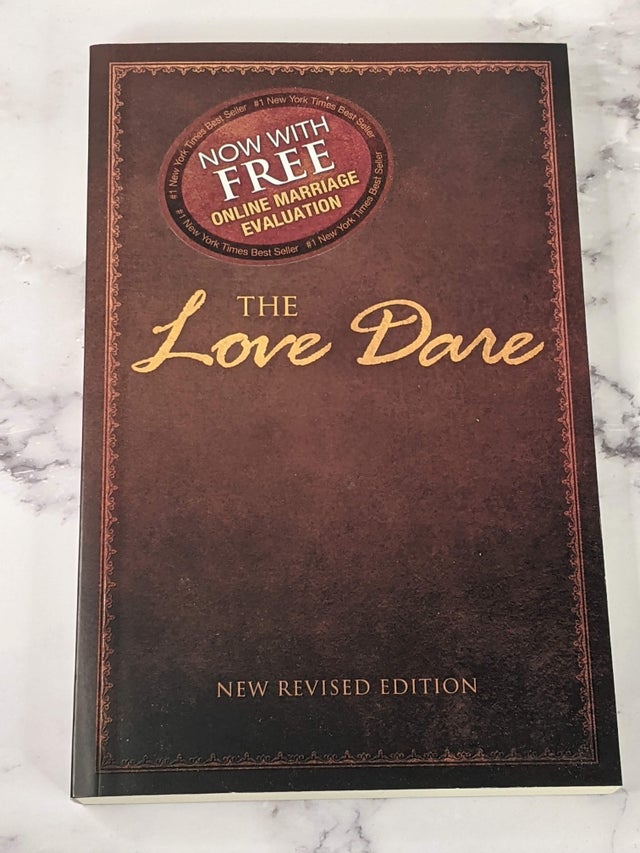 #1 New York Times Best Seller
#1 New York Times Best Seller
#1 New York Times Best Seller
#1 New York Times Best Seller
NOW WITH
FREE
ONLINE MARRIAGE
EVALUATION
THE
Love Dare
NEW REVISED EDITION